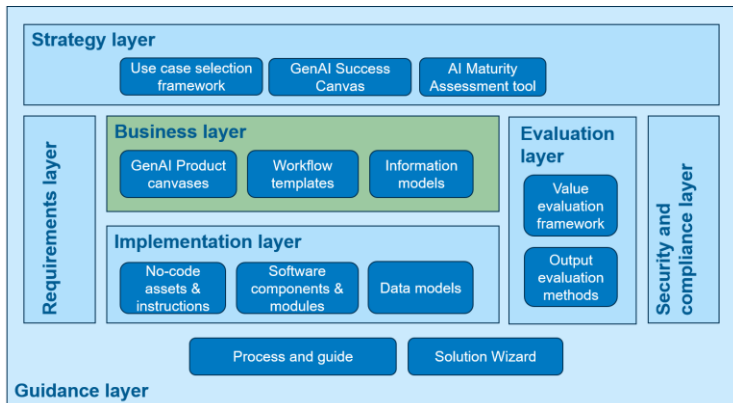 Strategy layer
Use case selection
framework
GenAI Success
Canvas
AI Maturity
Assessment tool
Requirements layer
Business layer
GenAI Product
canvases
Workflow
templates
Information
models
Implementation layer
No-code
assets &
instructions
Software
components &
modules
Data models
Evaluation
layer
Value
evaluation
framework
Output
evaluation
methods
Security and
compliance layer
Process and guide
Solution Wizard
Guidance layer